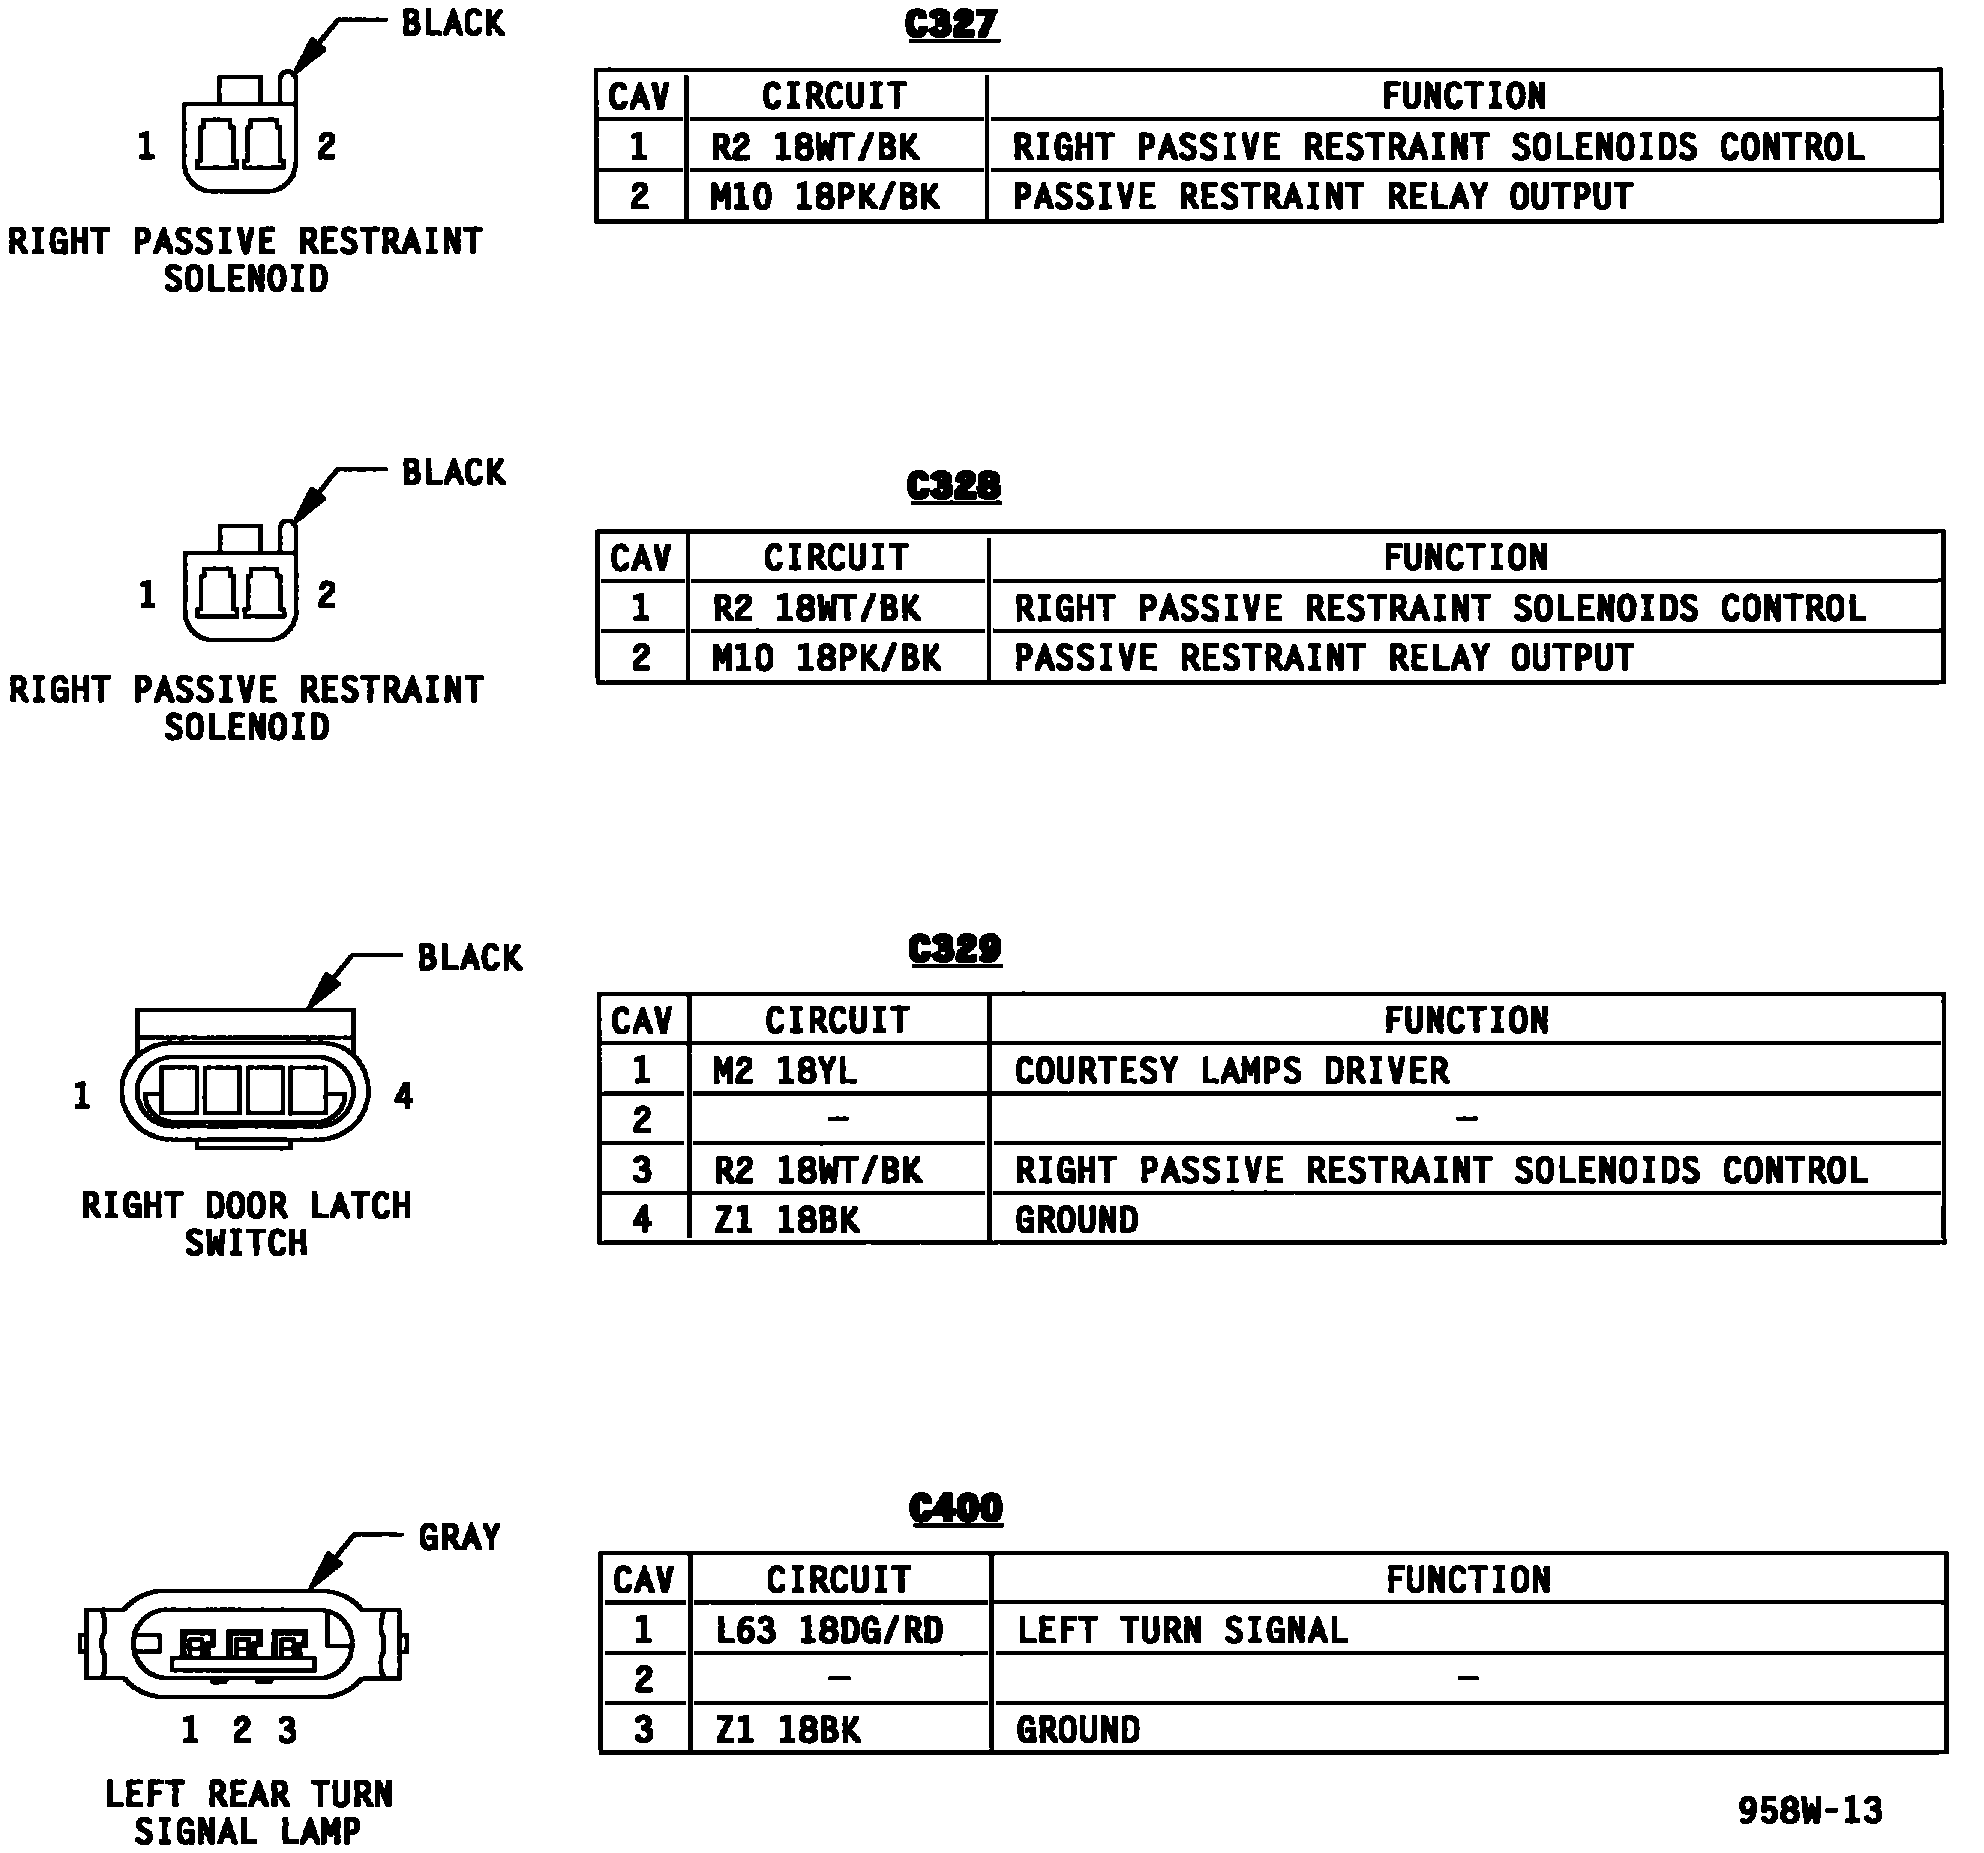 BLACK
1 2
RIGHT PASSIVE RESTRAINT
SOLENOID
C327
CAV CIRCUIT FUNCTION
1 R2 18WT/BK RIGHT PASSIVE RESTRAINT SOLENOIDS CONTROL
2 M10 18PK/BK PASSIVE RESTRAINT RELAY OUTPUT
BLACK
1 2
RIGHT PASSIVE RESTRAINT
SOLENOID
C328
CAV CIRCUIT FUNCTION
1 R2 18WT/BK RIGHT PASSIVE RESTRAINT SOLENOIDS CONTROL
2 M10 18PK/BK PASSIVE RESTRAINT RELAY OUTPUT
BLACK
1 4
RIGHT DOOR LATCH
SWITCH
C329
CAV CIRCUIT FUNCTION
1 M2 18YL COURTESY LAMPS DRIVER
2 – –
3 R2 18WT/BK RIGHT PASSIVE RESTRAINT SOLENOIDS CONTROL
4 Z1 18BK GROUND
GRAY
1 2 3
LEFT REAR TURN
SIGNAL LAMP
C400
CAV CIRCUIT FUNCTION
1 L63 18DG/RD LEFT TURN SIGNAL
2 – –
3 Z1 18BK GROUND
958W-13